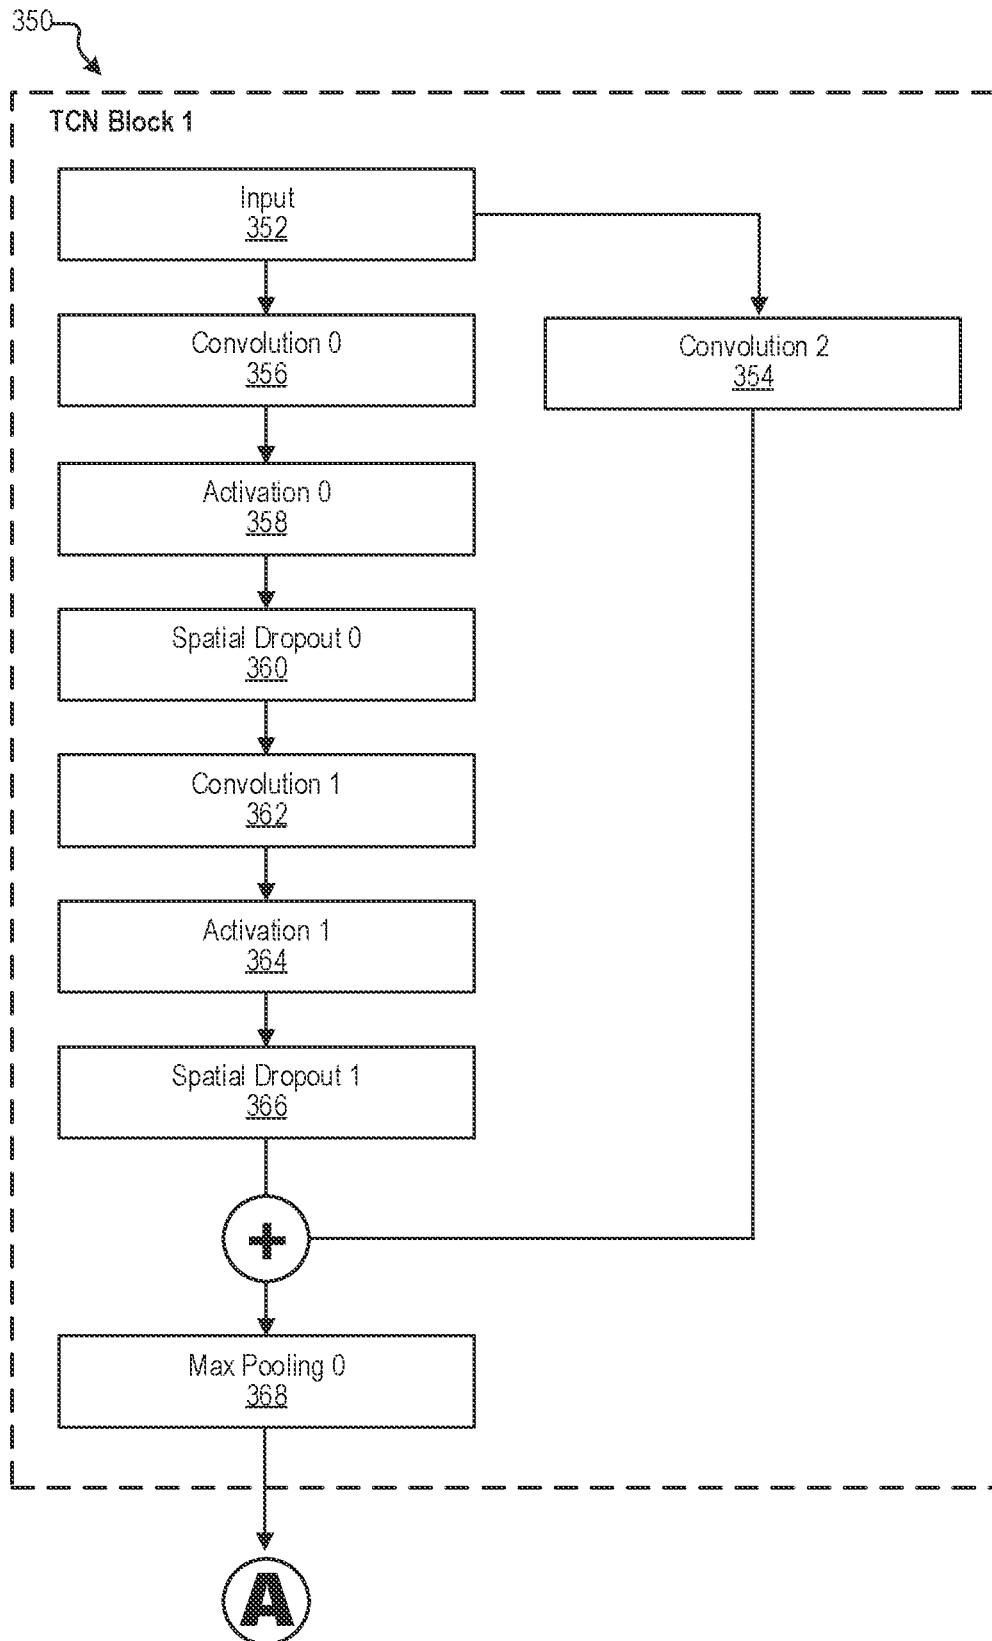 350
TCN Block 1
Input
352
Convolution 0
356
Convolution 2
354
Activation 0
358
Spatial Dropout 0
360
Convolution 1
362
Activation 1
364
Spatial Dropout 1
366
+
Max Pooling 0
368
A